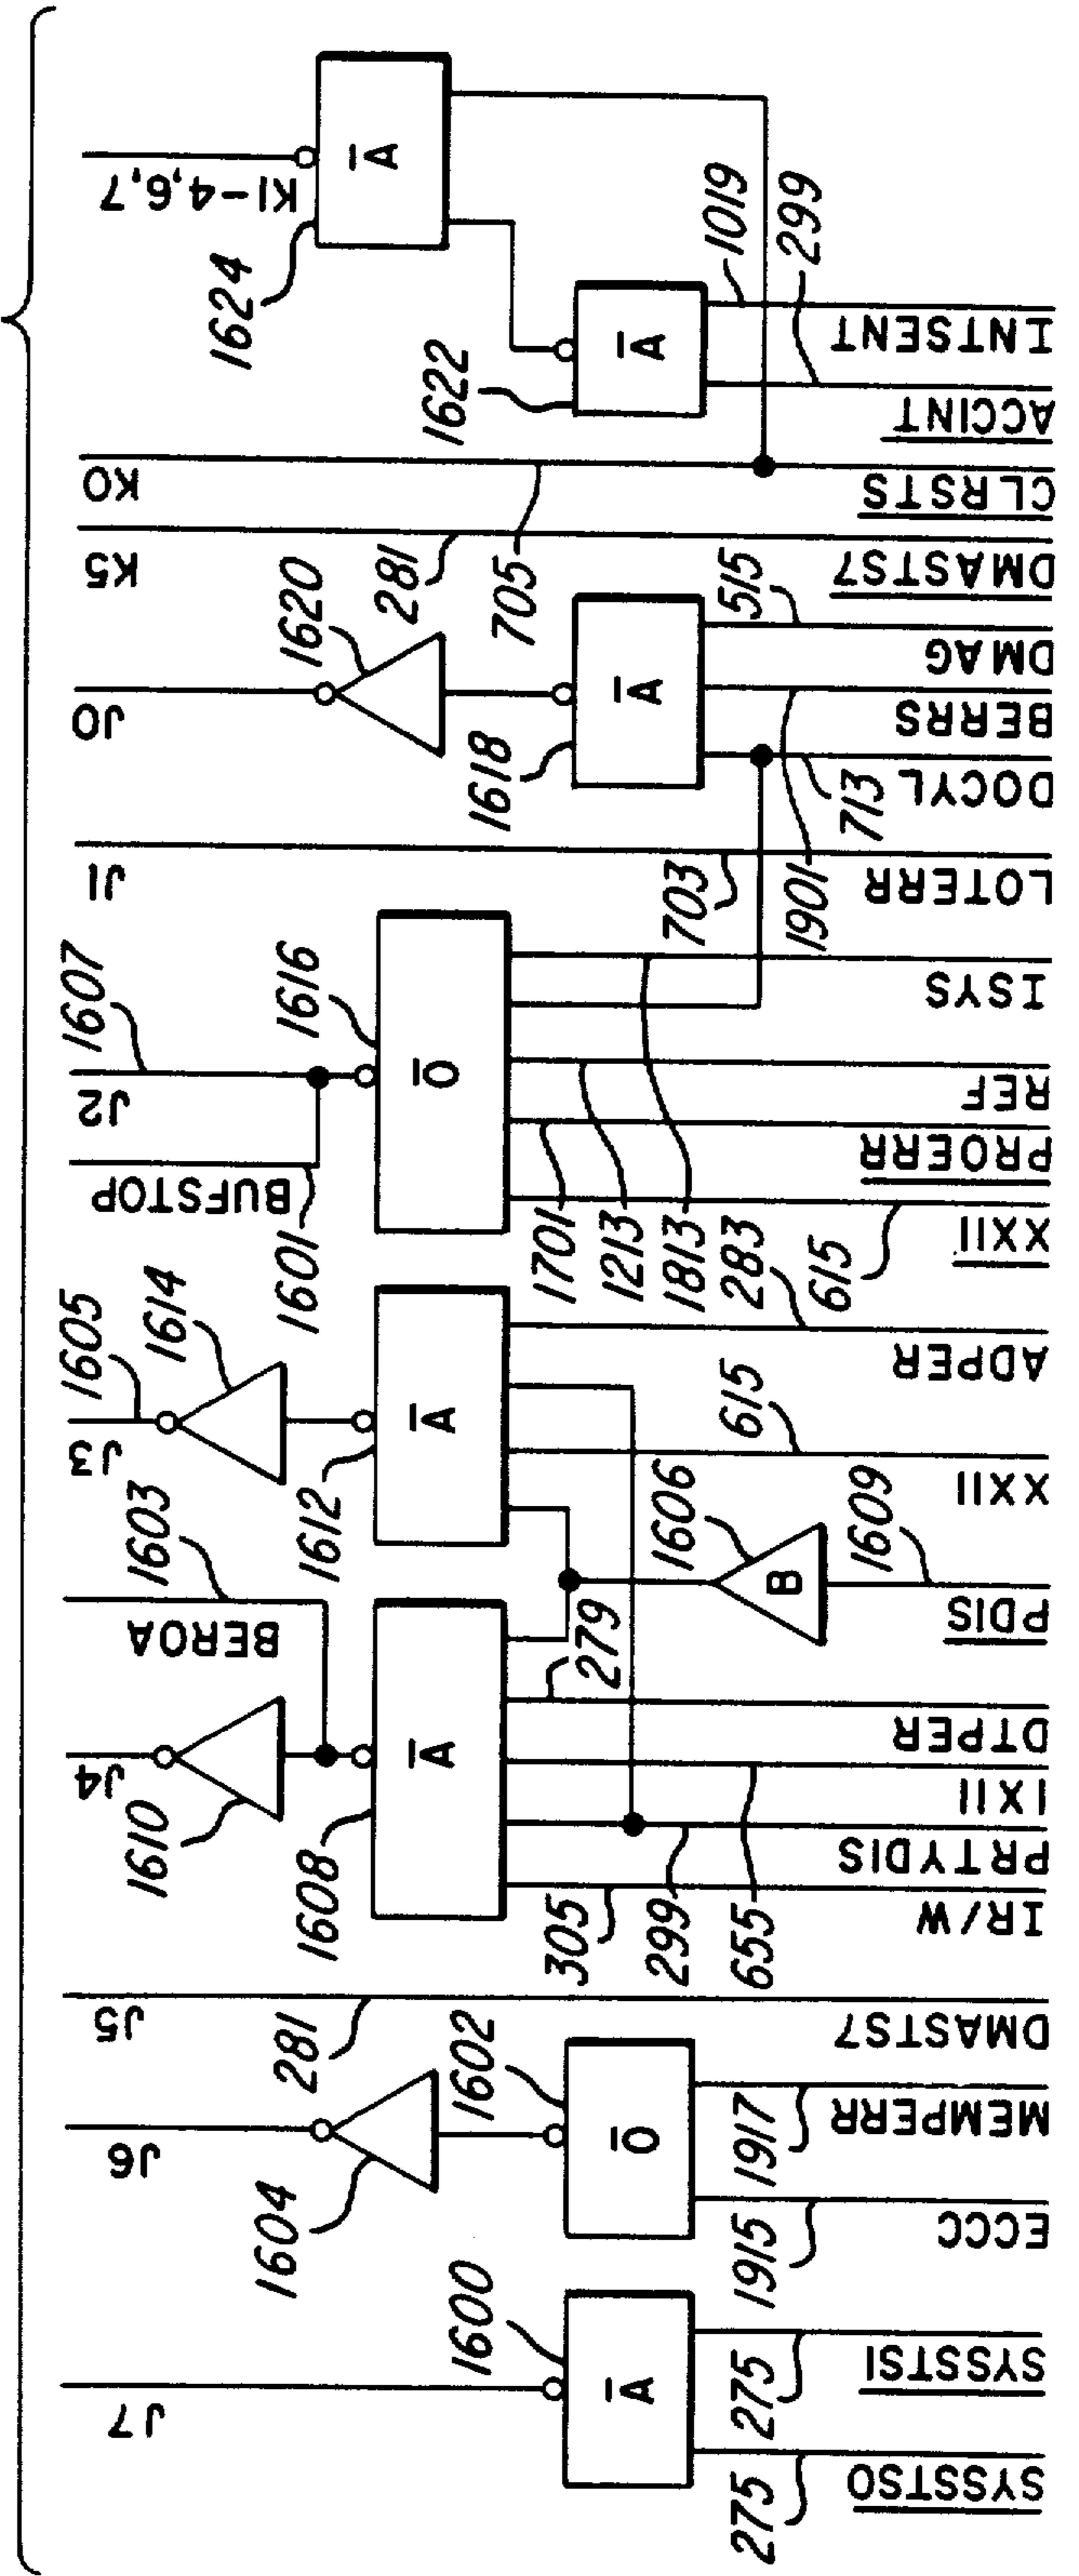 J7
J6
J5
J4
BEROA
1603
J3
1605
BUFSTOP
J2
1607
J1
J0
K5
K0
K1-4,6,7
1600
Ā
275
SYSSTS0
275
SYSSTS1
1604
1602
Ō
1915
ECCC
1917
MEMPERR
281
DMASTS7
1610
1608
Ā
305
IR/W
299
PRTYDIS
655
IXII
279
DTPER
1606
B
1609
PDIS
1614
1612
Ā
615
XXII
283
ADPER
1601
1616
Ō
615
XXII
1701
PROERR
1213
REF
1813
ISYS
703
LOTERR
1620
1618
Ā
713
DOCYL
1901
BERRS
515
DMAG
281
DMASTS7
705
CLRSTS
1622
Ā
299
ACCINT
1019
INTSENT
1624
Ā